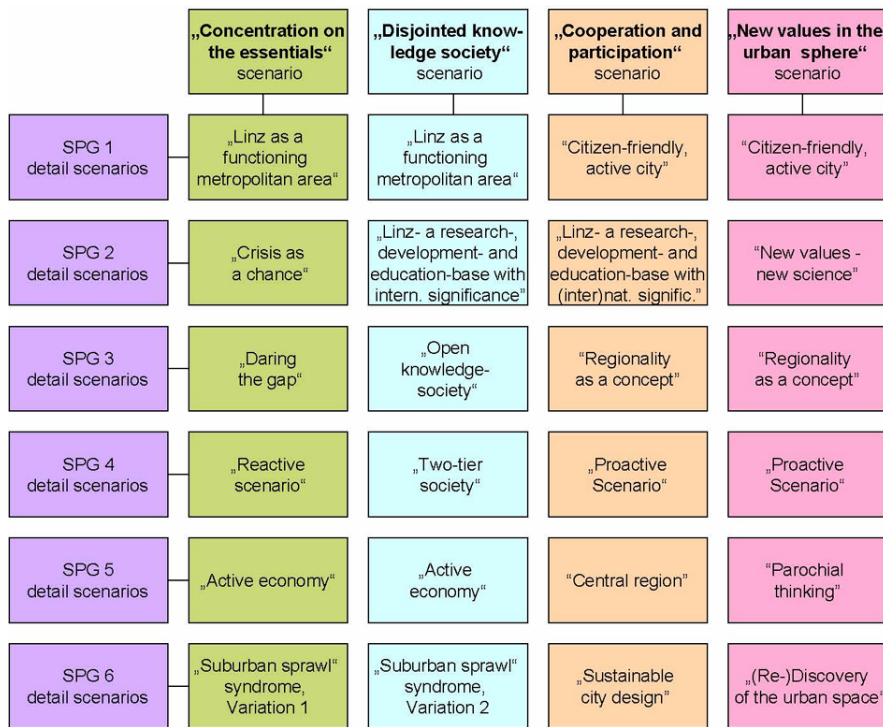 „Concentration on
the essentials“
scenario
„Disjointed know-
ledge society“
scenario
„Cooperation and
participation“
scenario
„New values in the
urban sphere“
scenario
SPG 1
detail scenarios
„Linz as a
functioning
metropolitan area“
„Linz as a
functioning
metropolitan area“
“Citizen-friendly,
active city”
“Citizen-friendly,
active city”
SPG 2
detail scenarios
„Crisis as
a chance“
„Linz- a research-,
development- and
education-base with
intern. significance”
„Linz- a research-,
development- and
education-base with
(inter)nat. signific.”
“New values -
new science”
SPG 3
detail scenarios
“Daring
the gap“
„Open
knowledge-
society“
“Regionality
as a concept”
“Regionality
as a concept”
SPG 4
detail scenarios
„Reactive
scenario“
„Two-tier
society“
„Proactive
Scenario“
„Proactive
Scenario“
SPG 5
detail scenarios
„Active economy“
„Active
economy“
“Central region”
“Parochial
thinking”
SPG 6
detail scenarios
„Suburban sprawl“
syndrome,
Variation 1
„Suburban sprawl“
syndrome,
Variation 2
„Sustainable
city design“
„(Re-)Discovery
of the urban space“